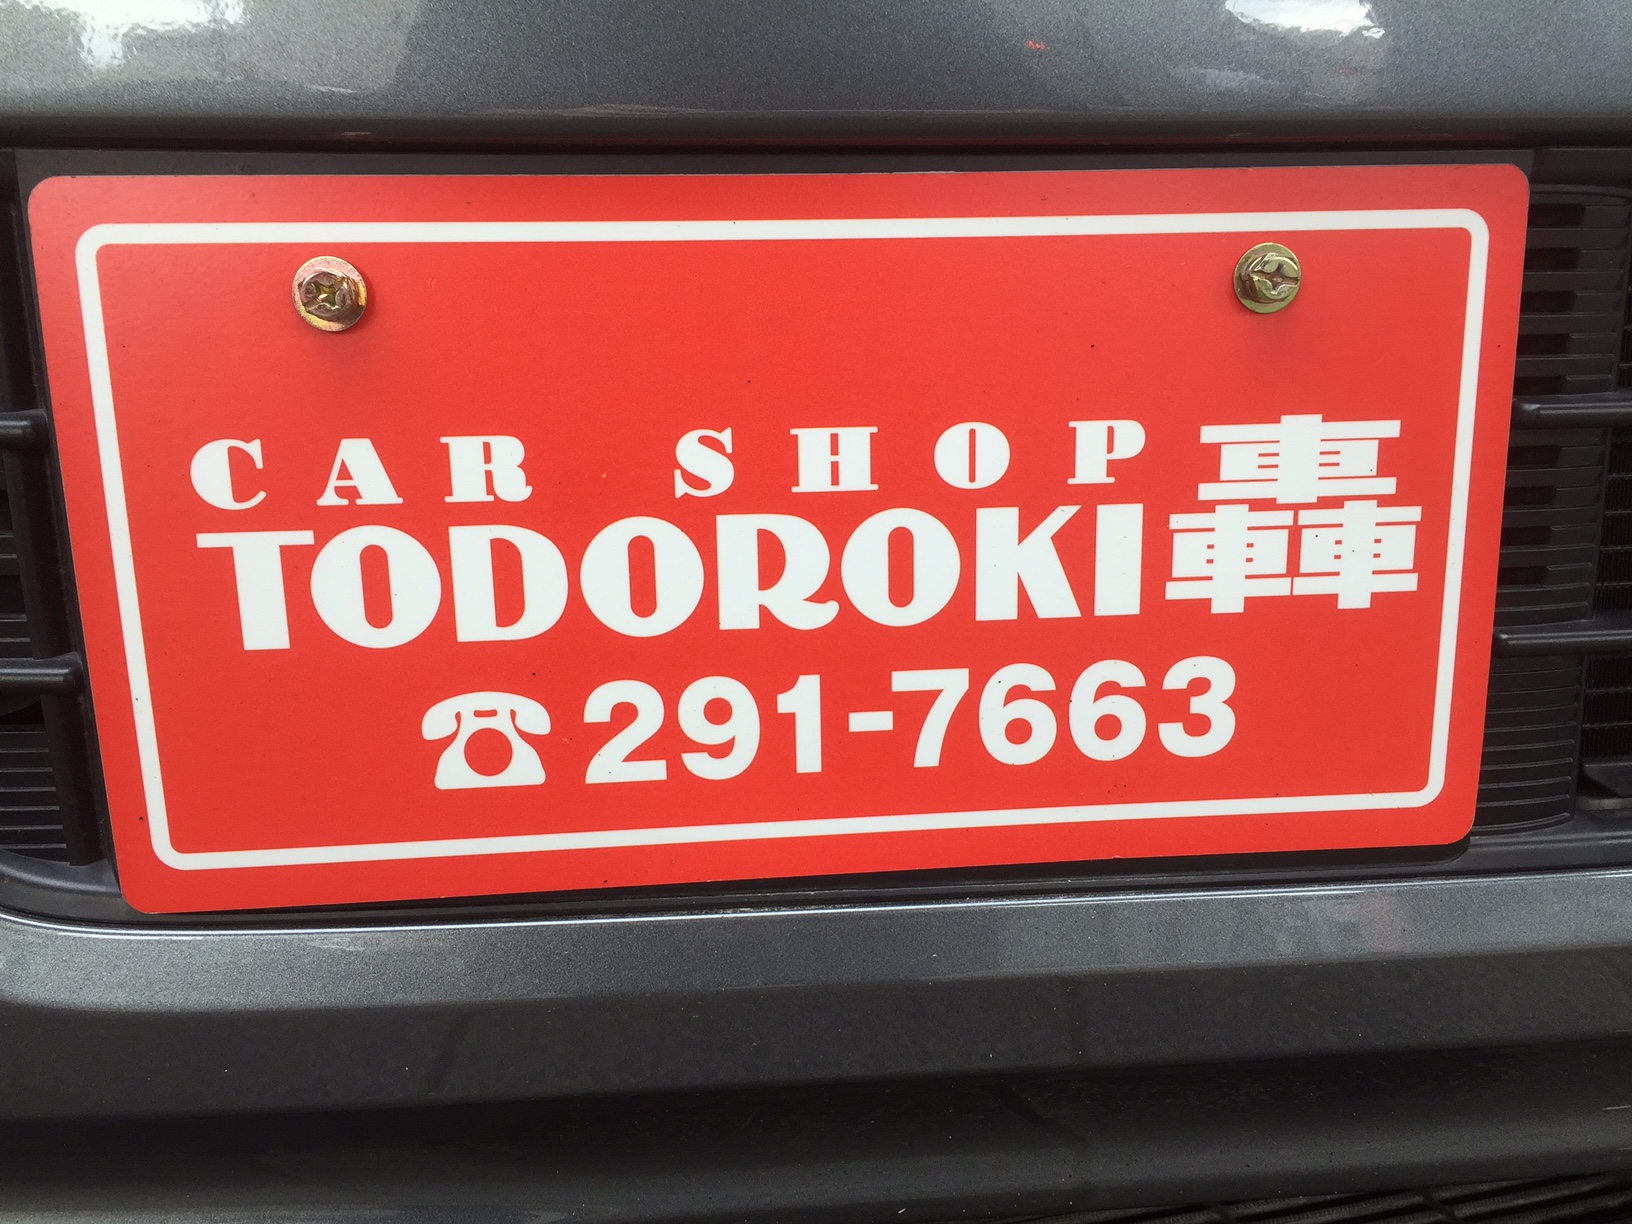 CAR SHOP
TODOROKI 轟
☎291-7663